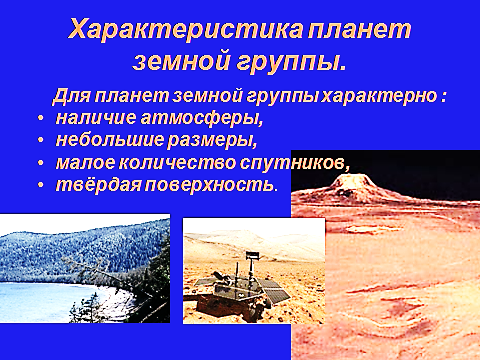 Характеристика планет
земной группы.
Для планет земной группы характерно :
• наличие атмосферы,
• небольшие размеры,
• малое количество спутников,
• твёрдая поверхность.